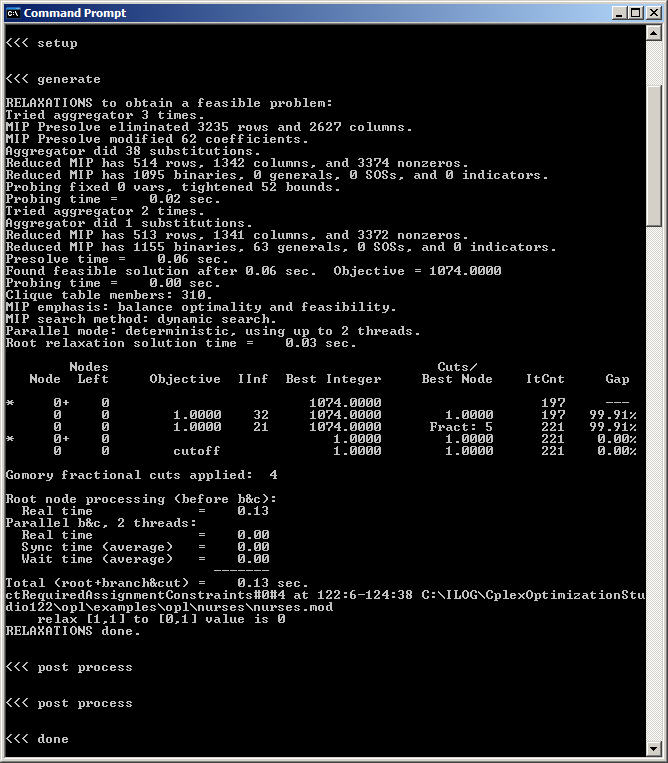 Command Prompt
<<< setup
<<< generate
RELAXATIONS to obtain a feasible problem:
Tried aggregator 3 times.
MIP Presolve eliminated 3235 rows and 2627 columns.
MIP Presolve modified 62 coefficients.
Aggregator did 38 substitutions.
Reduced MIP has 514 rows, 1342 columns, and 3374 nonzeros.
Reduced MIP has 1095 binaries, 0 generals, 0 SOSs, and 0 indicators.
Probing fixed 0 vars, tightened 52 bounds.
Probing time =    0.02 sec.
Tried aggregator 2 times.
Aggregator did 1 substitutions.
Reduced MIP has 513 rows, 1341 columns, and 3372 nonzeros.
Reduced MIP has 1155 binaries, 63 generals, 0 SOSs, and 0 indicators.
Presolve time =    0.06 sec.
Found feasible solution after 0.06 sec.  Objective = 1074.0000
Probing time =    0.00 sec.
Clique table members: 310.
MIP emphasis: balance optimality and feasibility.
MIP search method: dynamic search.
Parallel mode: deterministic, using up to 2 threads.
Root relaxation solution time =    0.03 sec.
        Nodes                                         Cuts/
   Node  Left     Objective  IInf  Best Integer     Best Node    ItCnt     Gap
*     0+    0                         1074.0000                    197     ---
      0     0        1.0000    32     1074.0000        1.0000      197  99.91%
      0     0        1.0000    21     1074.0000      Fract: 5      221  99.91%
*     0+    0                            1.0000        1.0000      221   0.00%
      0     0        cutoff              1.0000        1.0000      221   0.00%
Gomory fractional cuts applied:  4
Root node processing (before b&c):
  Real time             =    0.13
Parallel b&c, 2 threads:
  Real time             =    0.00
  Sync time (average)   =    0.00
  Wait time (average)   =    0.00
                          -------
Total (root+branch&cut) =    0.13 sec.
ctRequiredAssignmentConstraints#0#4 at 122:6-124:38 C:\ILOG\CplexOptimizationStu
dio122\opl\examples\opl\nurses\nurses.mod
    relax [1,1] to [0,1] value is 0
RELAXATIONS done.
<<< post process
<<< post process
<<< done